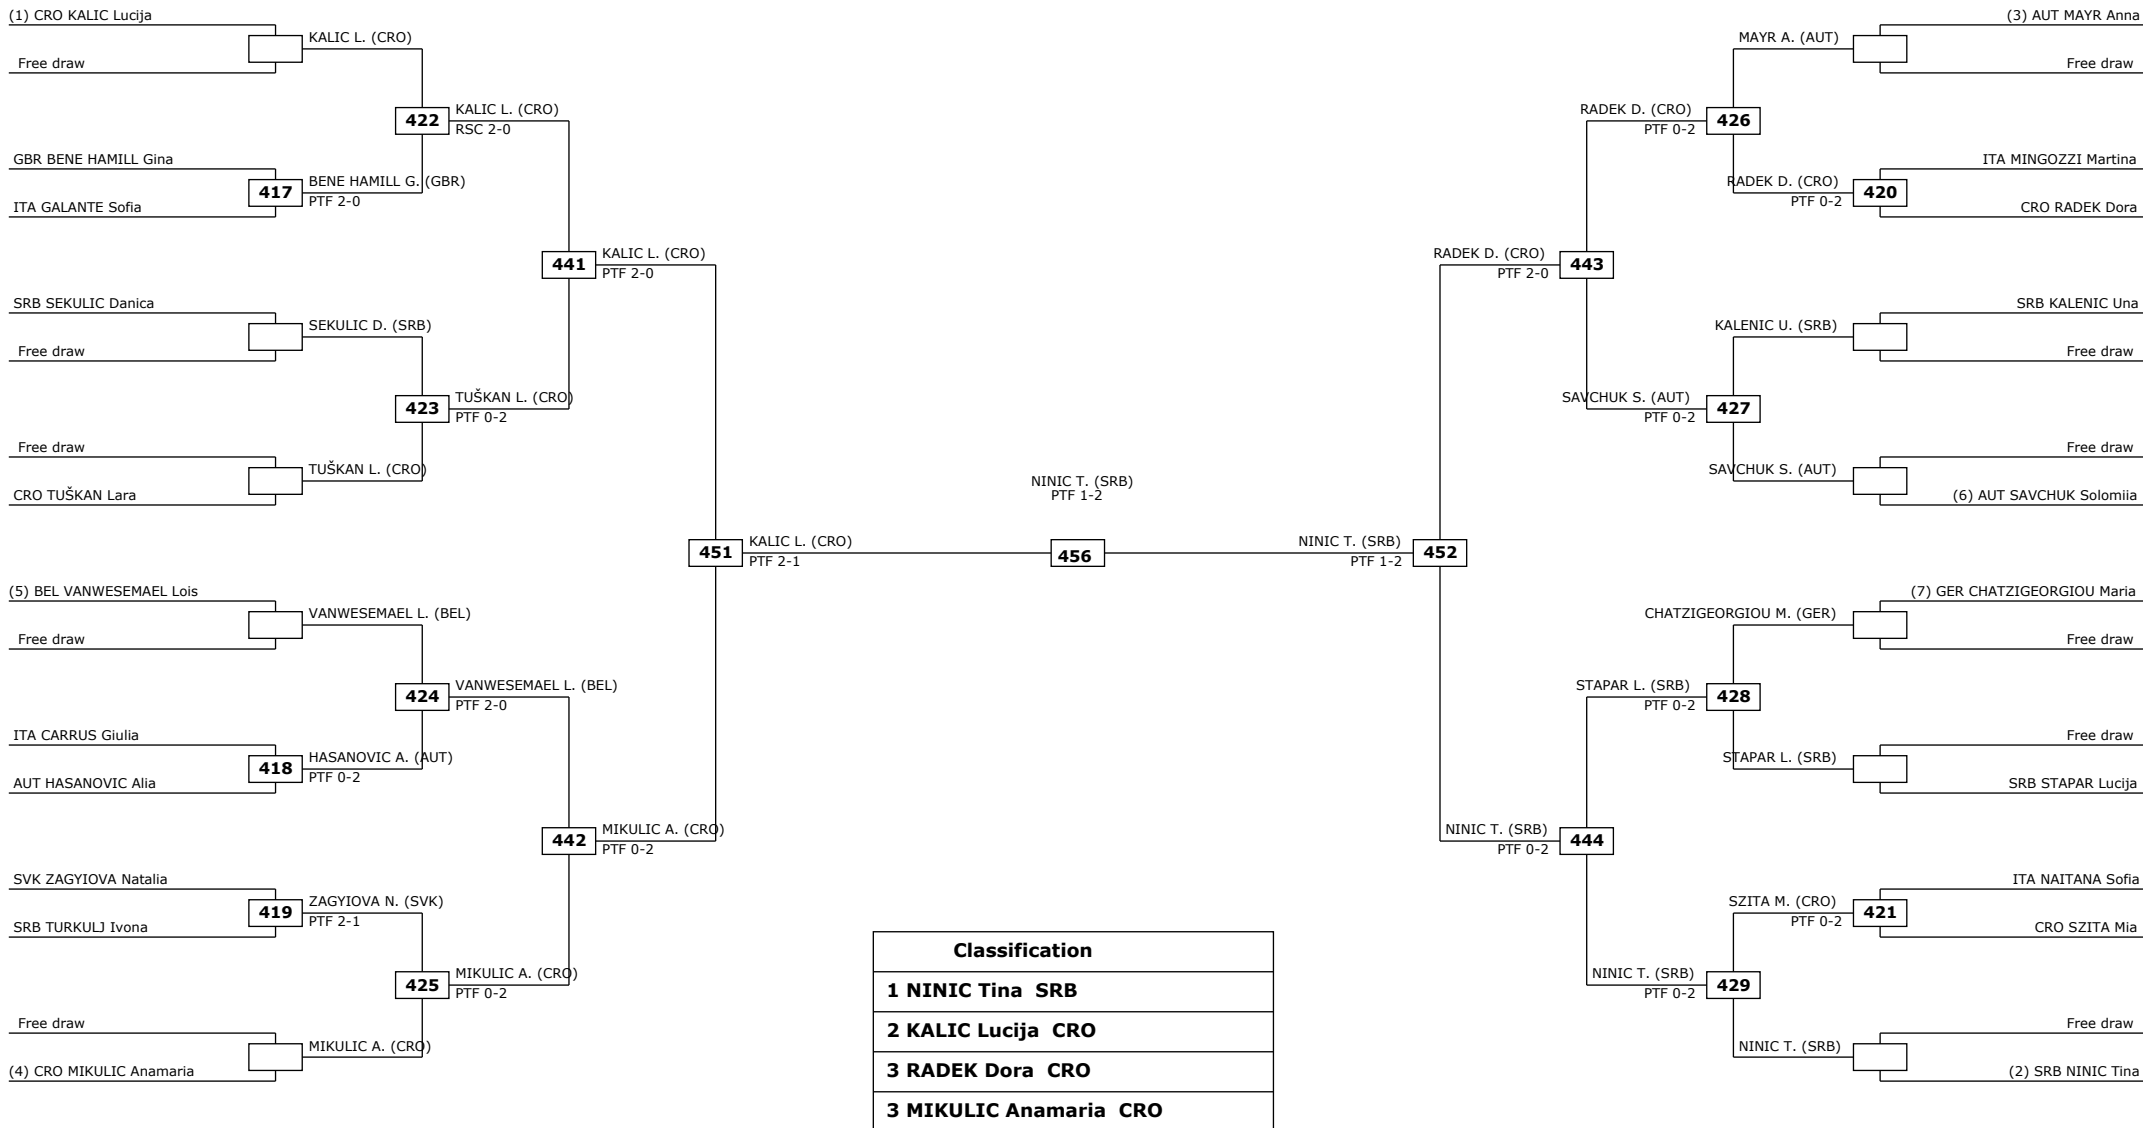 (1) CRO KALIC Lucija
KALIC L. (CRO)
Free draw
422
KALIC L. (CRO)
RSC 2-0
GBR BENE HAMILL Gina
417
BENE HAMILL G. (GBR)
PTF 2-0
ITA GALANTE Sofia
441
KALIC L. (CRO)
PTF 2-0
SRB SEKULIC Danica
SEKULIC D. (SRB)
Free draw
423
TUŠKAN L. (CRO)
PTF 0-2
Free draw
TUŠKAN L. (CRO)
CRO TUŠKAN Lara
451
KALIC L. (CRO)
PTF 2-1
(5) BEL VANWESEMAEL Lois
VANWESEMAEL L. (BEL)
Free draw
424
VANWESEMAEL L. (BEL)
PTF 2-0
ITA CARRUS Giulia
418
HASANOVIC A. (AUT)
PTF 0-2
AUT HASANOVIC Alia
442
MIKULIC A. (CRO)
PTF 0-2
SVK ZAGYIOVA Natalia
419
ZAGYIOVA N. (SVK)
PTF 2-1
SRB TURKULJ Ivona
425
MIKULIC A. (CRO)
PTF 0-2
Free draw
MIKULIC A. (CRO)
(4) CRO MIKULIC Anamaria
NINIC T. (SRB)
PTF 1-2
456
(3) AUT MAYR Anna
MAYR A. (AUT)
Free draw
RADEK D. (CRO)
PTF 0-2
426
ITA MINGOZZI Martina
RADEK D. (CRO)
PTF 0-2
420
CRO RADEK Dora
RADEK D. (CRO)
PTF 2-0
443
SRB KALENIC Una
KALENIC U. (SRB)
Free draw
SAVCHUK S. (AUT)
PTF 0-2
427
Free draw
SAVCHUK S. (AUT)
(6) AUT SAVCHUK Solomiia
NINIC T. (SRB)
PTF 1-2
452
(7) GER CHATZIGEORGIOU Maria
CHATZIGEORGIOU M. (GER)
Free draw
STAPAR L. (SRB)
PTF 0-2
428
Free draw
STAPAR L. (SRB)
SRB STAPAR Lucija
NINIC T. (SRB)
PTF 0-2
444
ITA NAITANA Sofia
SZITA M. (CRO)
PTF 0-2
421
CRO SZITA Mia
NINIC T. (SRB)
PTF 0-2
429
Free draw
NINIC T. (SRB)
(2) SRB NINIC Tina
Classification
1 NINIC Tina SRB
2 KALIC Lucija CRO
3 RADEK Dora CRO
3 MIKULIC Anamaria CRO